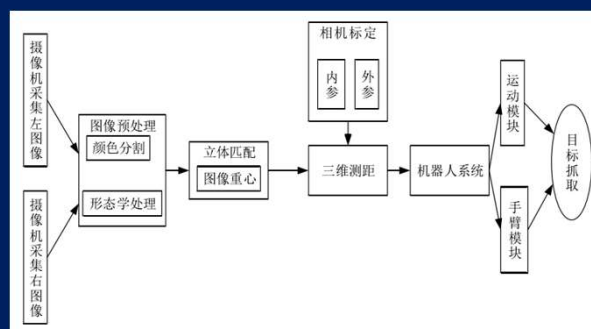 摄像机采集左图像
摄像机采集右图像
图像预处理
颜色分割
形态学处理
立体匹配
图像重心
相机标定
内参
外参
三维测距
机器人系统
运动模块
手臂模块
目标抓取